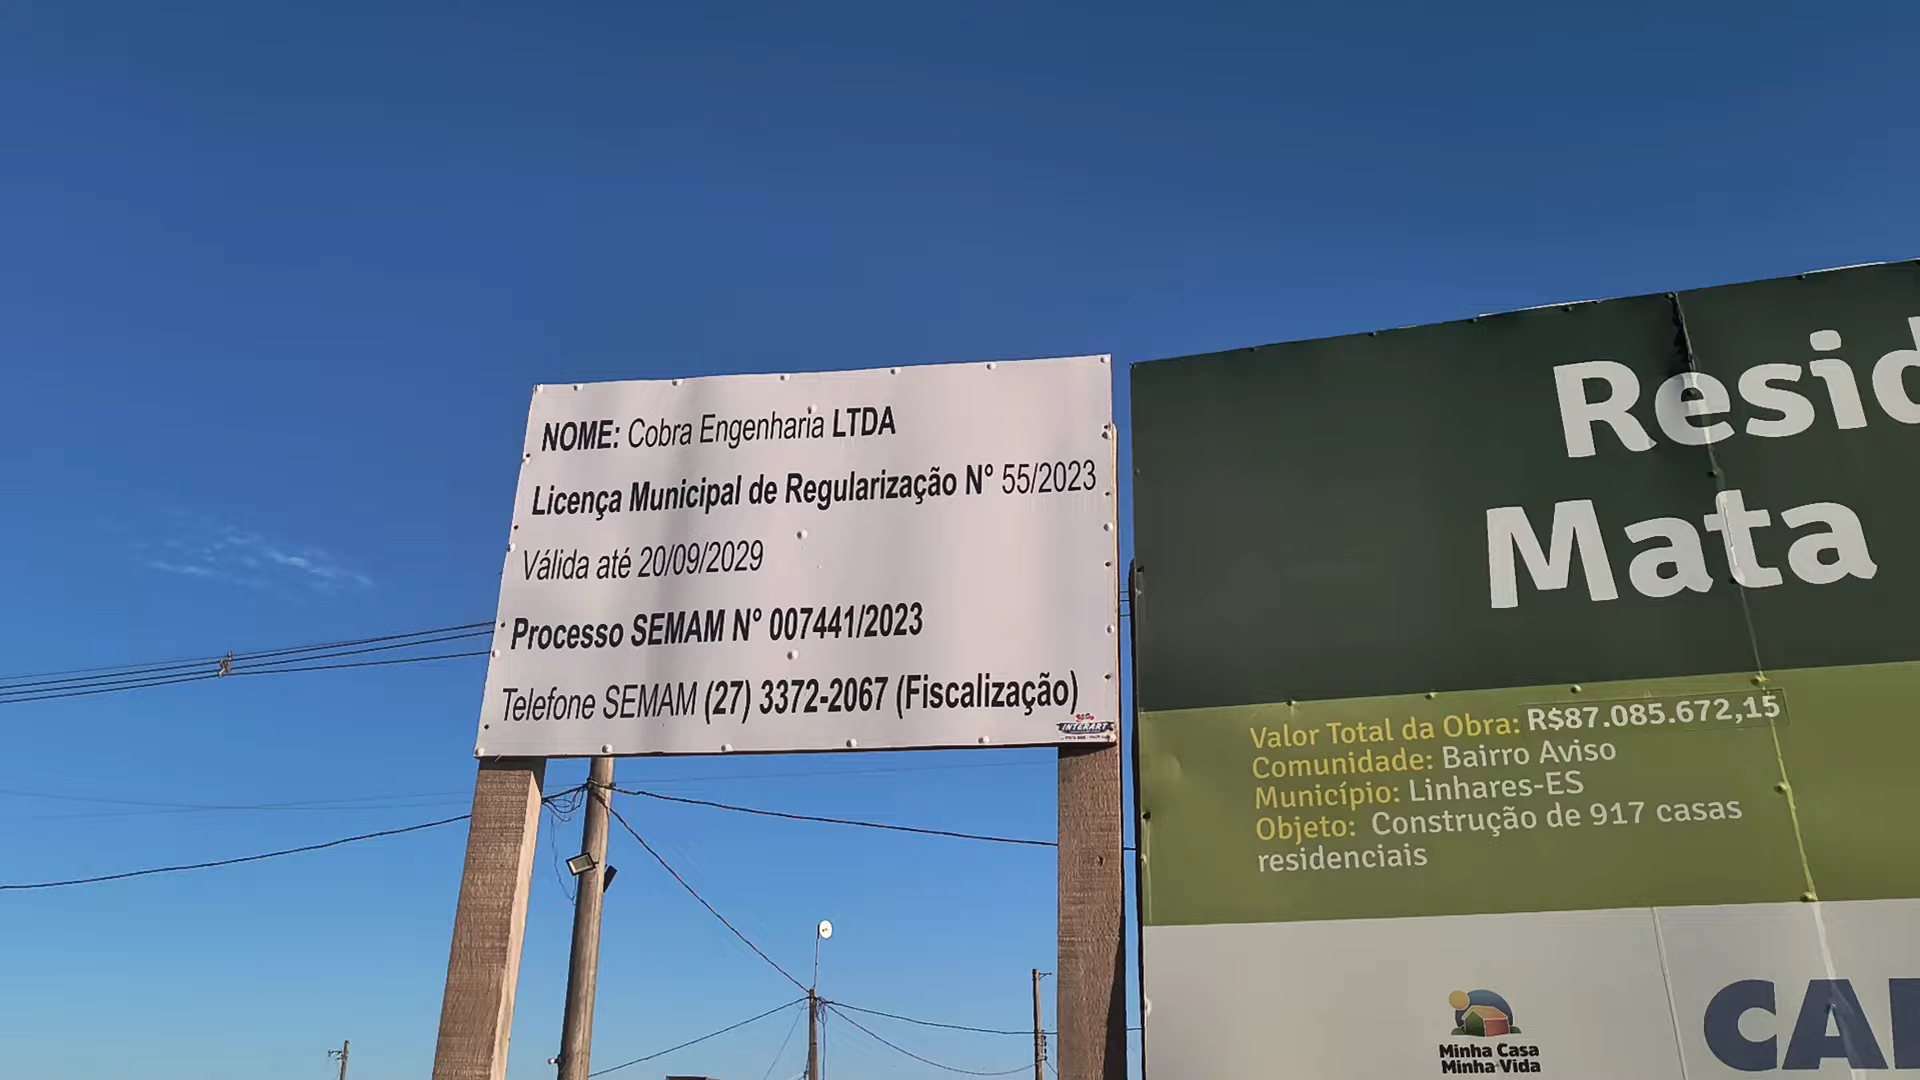 NOME: Cobra Engenharia LTDA
Licença Municipal de Regularização N° 55/2023
Válida até 20/09/2029
Processo SEMAM N° 007441/2023
Telefone SEMAM (27) 3372-2067 (Fiscalização)
INTERART
Resid
Mata
Valor Total da Obra: R$87.085.672,15
Comunidade: Bairro Aviso
Município: Linhares-ES
Objeto: Construção de 917 casas
residenciais
Minha Casa
Minha Vida
CAI